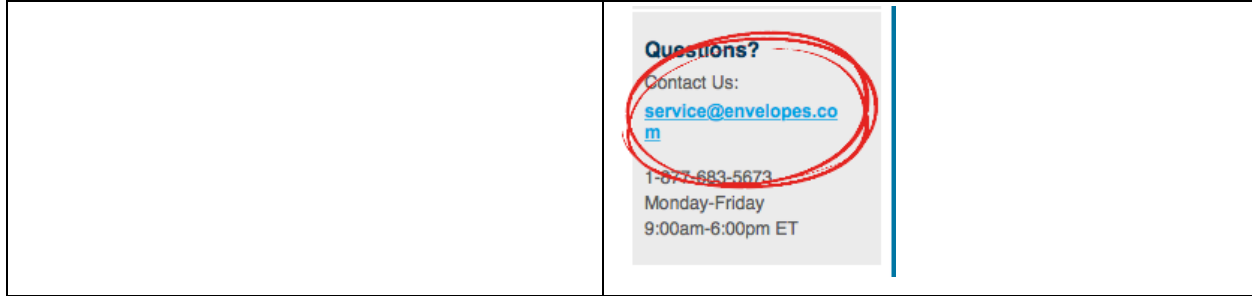 Questions?
Contact Us:
service@envelopes.co
m
1-877-683-5673
Monday-Friday
9:00am-6:00pm ET